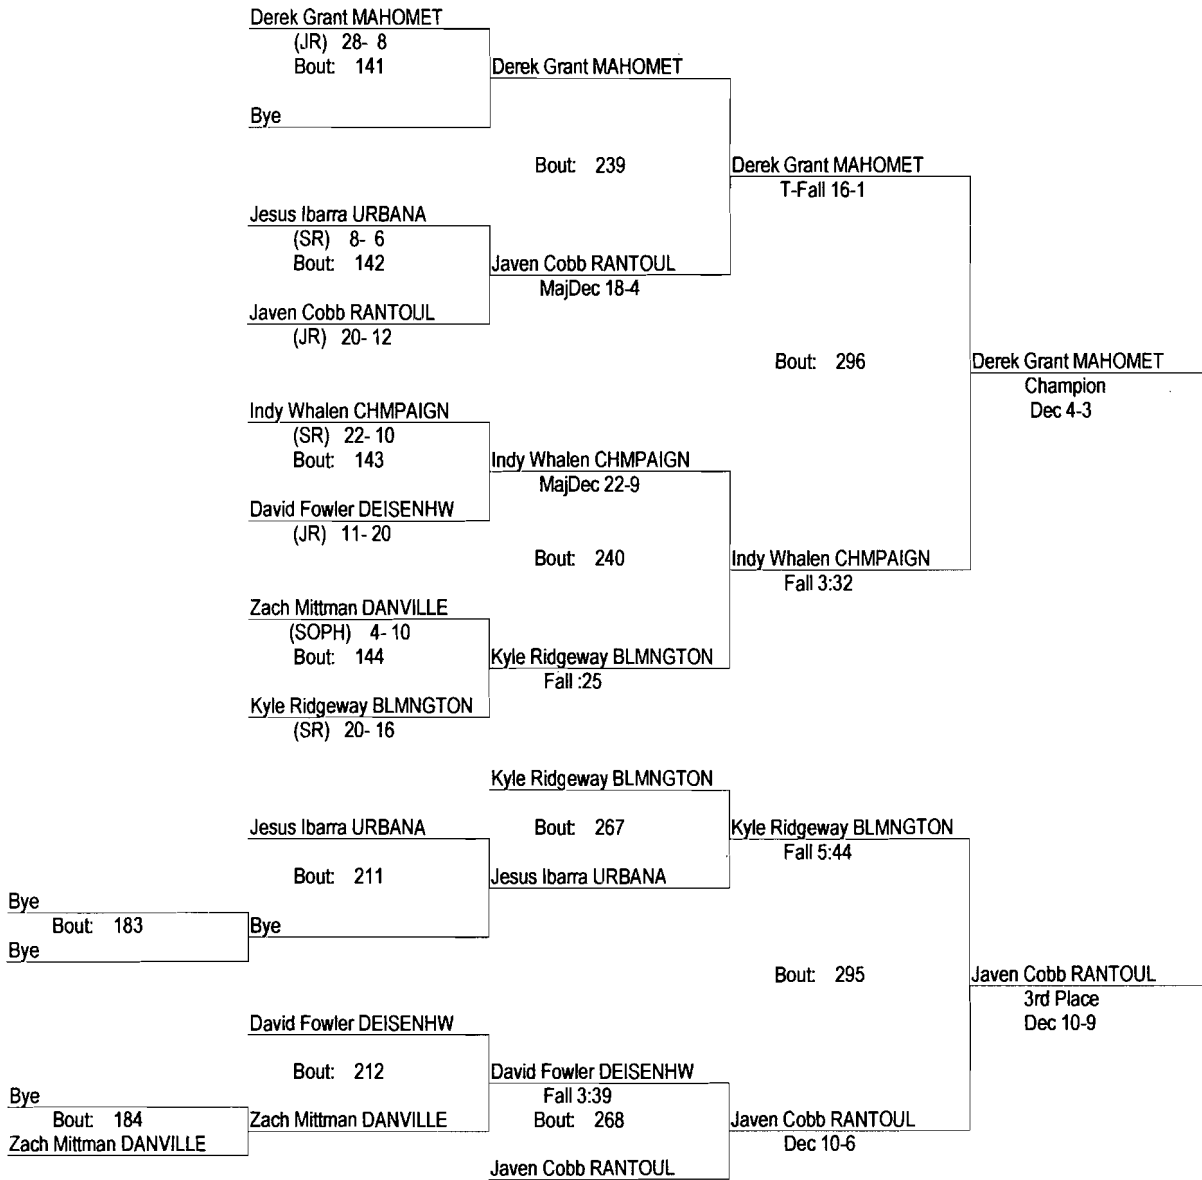 Derek Grant MAHOMET
(JR) 28- 8
Bout: 141
Derek Grant MAHOMET
Bye
Bout: 239
Derek Grant MAHOMET
T-Fall 16-1
Jesus Ibarra URBANA
(SR) 8- 6
Bout: 142
Javen Cobb RANTOUL
MajDec 18-4
Javen Cobb RANTOUL
(JR) 20- 12
Bout: 296
Derek Grant MAHOMET
Champion
Dec 4-3
Indy Whalen CHMPAIGN
(SR) 22- 10
Bout: 143
Indy Whalen CHMPAIGN
MajDec 22-9
David Fowler DEISENHW
(JR) 11- 20
Bout: 240
Indy Whalen CHMPAIGN
Fall 3:32
Zach Mittman DANVILLE
(SOPH) 4- 10
Bout: 144
Kyle Ridgeway BLMNGTON
Fall :25
Kyle Ridgeway BLMNGTON
(SR) 20- 16
Kyle Ridgeway BLMNGTON
Jesus Ibarra URBANA
Bout: 267
Kyle Ridgeway BLMNGTON
Fall 5:44
Bout: 211
Jesus Ibarra URBANA
Bye
Bout: 183
Bye
Bye
Bout: 295
Javen Cobb RANTOUL
3rd Place
Dec 10-9
David Fowler DEISENHW
Bout: 212
David Fowler DEISENHW
Fall 3:39
Bye
Bout: 184
Zach Mittman DANVILLE
Bout: 268
Javen Cobb RANTOUL
Dec 10-6
Zach Mittman DANVILLE
Javen Cobb RANTOUL